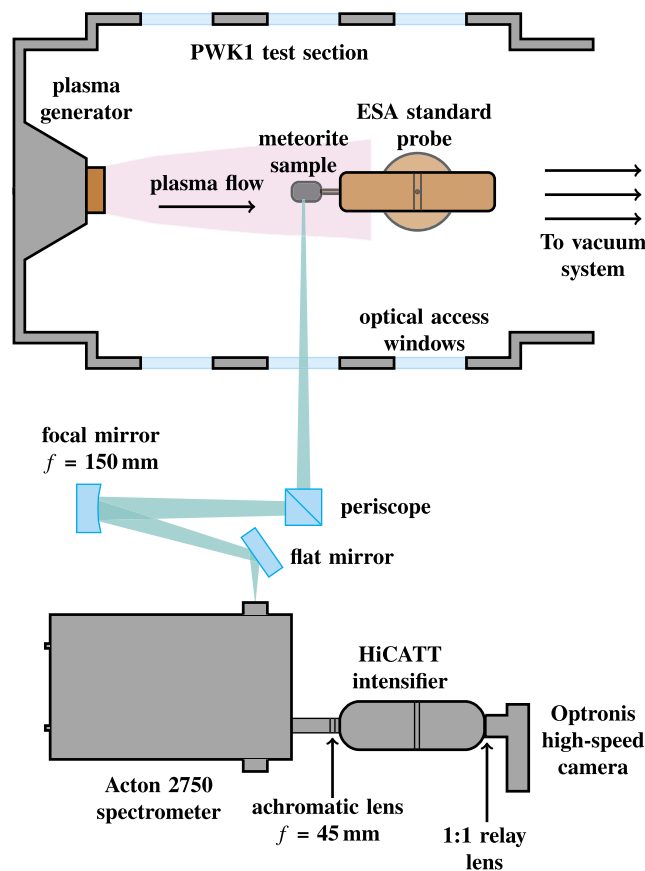 PWK1 test section
plasma
generator
ESA standard
probe
meteorite
sample
plasma flow
To vacuum
system
optical access
windows
focal mirror
f = 150 mm
periscope
flat mirror
HiCATT
intensifier
Optronis
high-speed
camera
Acton 2750
spectrometer
achromatic lens
f = 45 mm
1:1 relay
lens